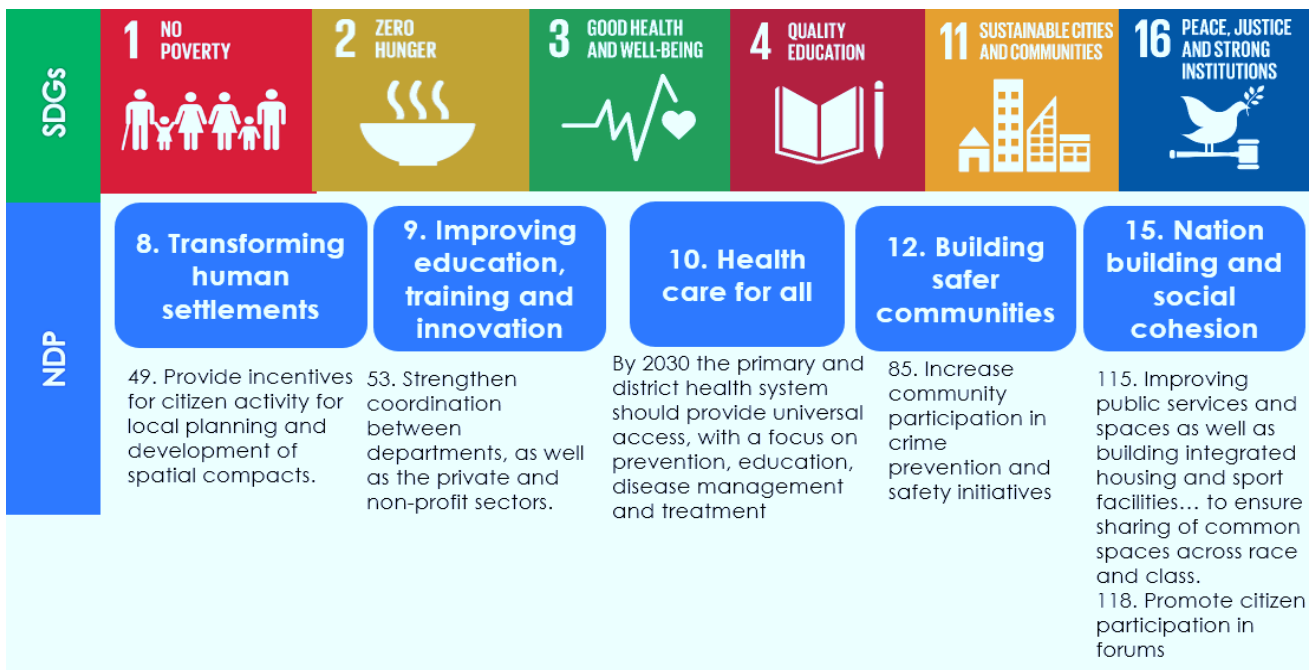 SDGs
1 NO
POVERTY
2 ZERO
HUNGER
3 GOOD HEALTH
AND WELL-BEING
4 QUALITY
EDUCATION
11 SUSTAINABLE CITIES
AND COMMUNITIES
16 PEACE, JUSTICE
AND STRONG
INSTITUTIONS
NDP
8. Transforming
human
settlements
9. Improving
education,
training and
innovation
10. Health
care for all
12. Building
safer
communities
15. Nation
building and
social
cohesion
49. Provide incentives
for citizen activity for
local planning and
development of
spatial compacts.
53. Strengthen
coordination
between
departments, as well
as the private and
non-profit sectors.
By 2030 the primary and
district health system
should provide universal
access, with a focus on
prevention, education,
disease management
and treatment
85. Increase
community
participation in
crime
prevention and
safety initiatives
115. Improving
public services and
spaces as well as
building integrated
housing and sport
facilities... to ensure
sharing of common
spaces across race
and class.
118. Promote citizen
participation in
forums